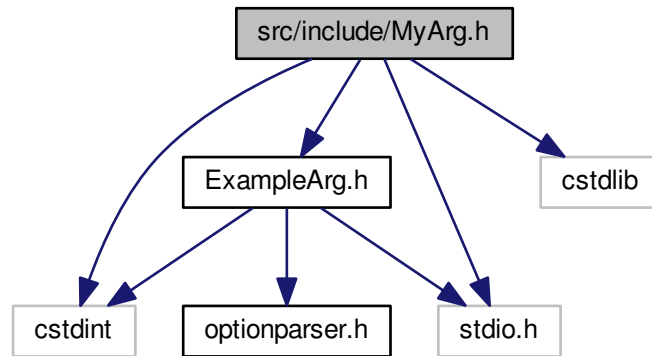 src/include/MyArg.h
ExampleArg.h
cstdlib
cstdint
optionparser.h
stdio.h